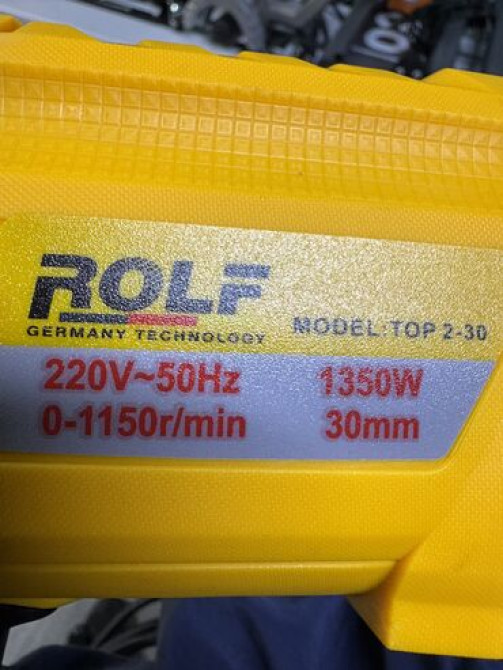 ROLF
GERMANY TECHNOLOGY
MODEL:TOP 2-30
220V~50Hz 1350W
0-1150r/min 30mm